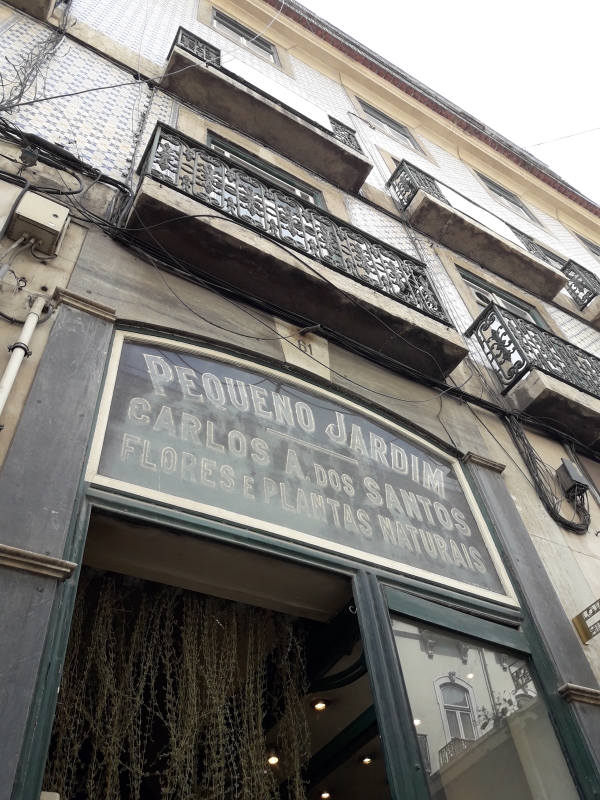 61
PEQUENO JARDIM
CARLOS A. DOS SANTOS
FLORES E PLANTAS NATURAIS